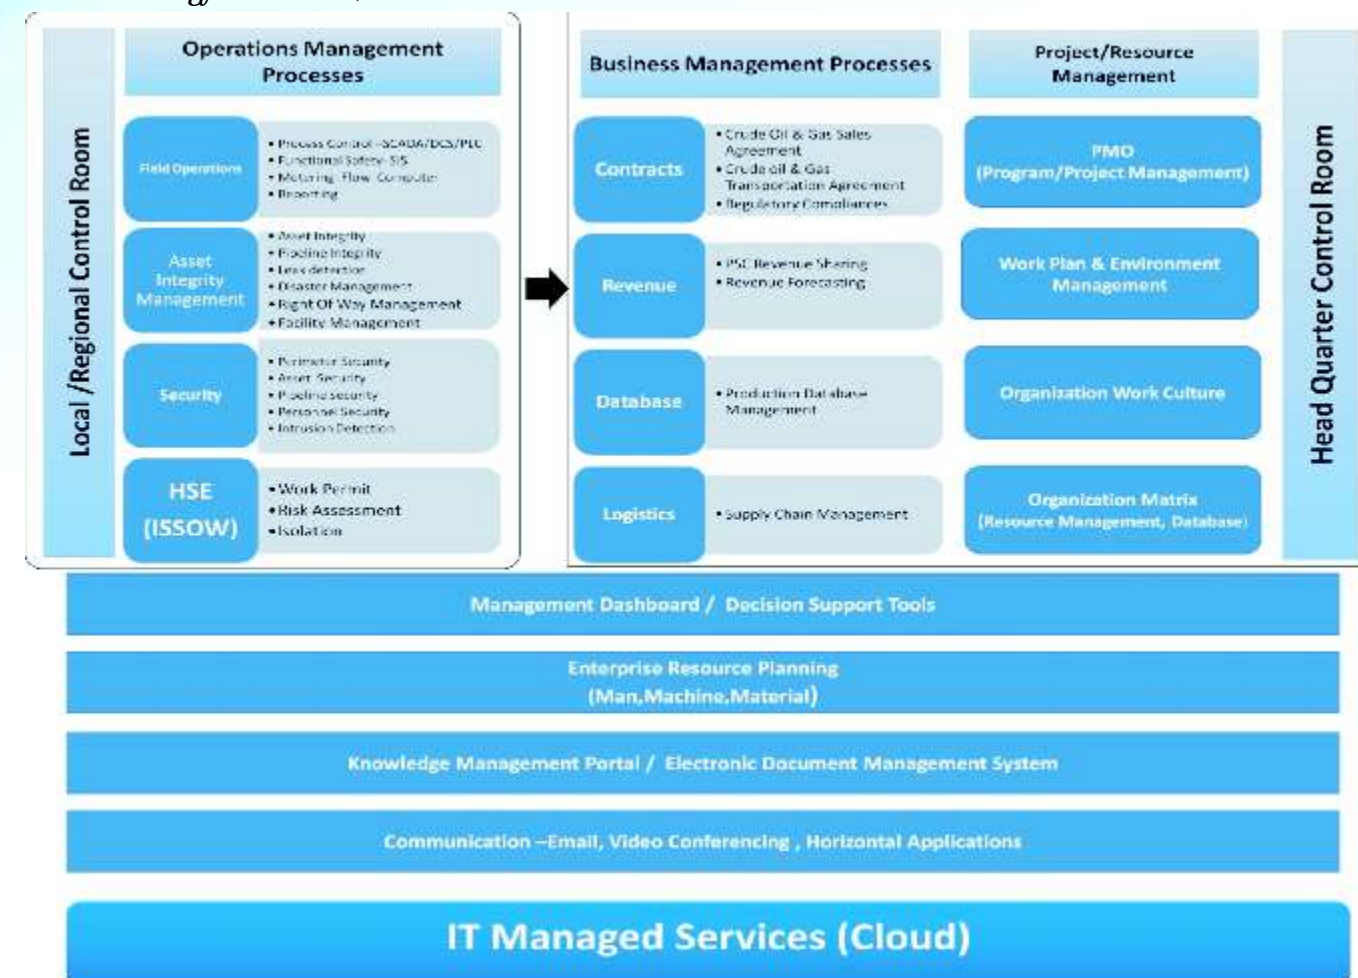 Local /Regional Control Room
Operations Management
Processes
Field Operations
• Process Control –SCADA/DCS/PLC
• Functional Safety- SIS
• Metering Flow Computer
• Reporting
Asset
Integrity
Management
• Asset Integrity
• Pipeline Integrity
• Leak detection
• Disaster Management
• Right Of Way Management
• Facility Management
Security
• Perimeter Security
• Asset Security
• Pipeline security
• Personnel Security
• Intrusion Detection
HSE
(ISSOW)
• Work Permit
• Risk Assessment
• Isolation
Business Management Processes
Contracts
• Crude Oil & Gas Sales
Agreement
• Crude oil & Gas
Transportation Agreement
• Regulatory Compliances
Revenue
• PSC Revenue Sharing
• Revenue Forecasting
Database
• Production Database
Management
Logistics
• Supply Chain Management
Project/Resource
Management
PMO
(Program/Project Management)
Work Plan & Environment
Management
Organization Work Culture
Organization Matrix
(Resource Management, Database)
Head Quarter Control Room
Management Dashboard / Decision Support Tools
Enterprise Resource Planning
(Man,Machine,Material)
Knowledge Management Portal / Electronic Document Management System
Communication –Email, Video Conferencing , Horizontal Applications
IT Managed Services (Cloud)